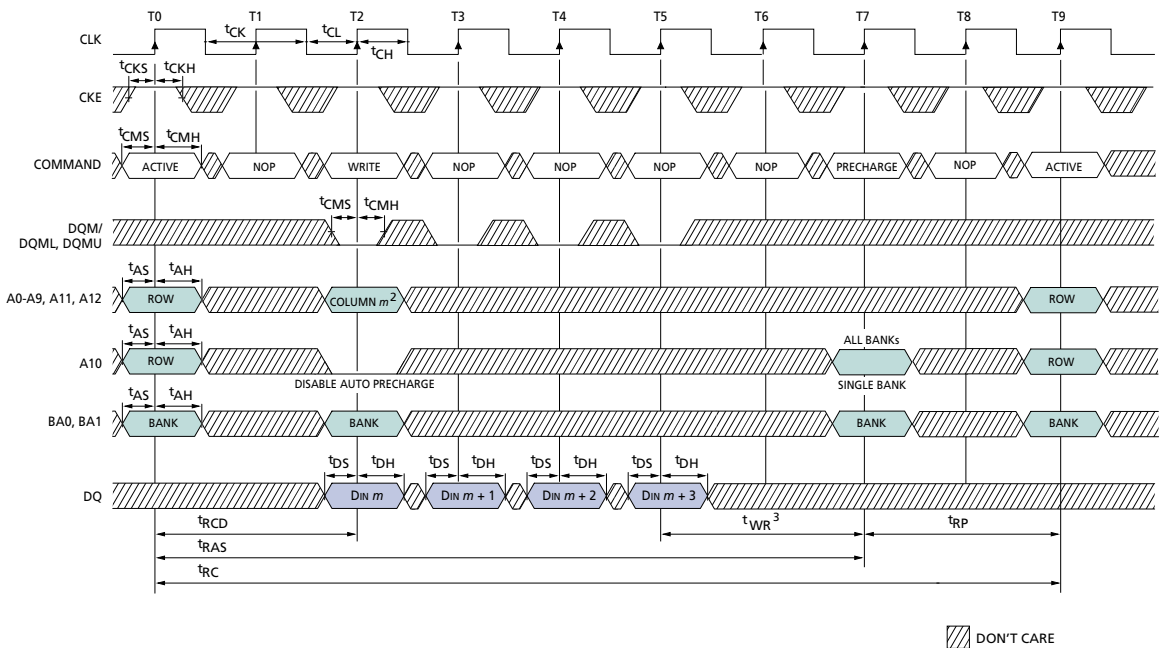 T0 T1 T2 T3 T4 T5 T6 T7 T8 T9
CLK tCK tCL tCH
tCKS tCKH
CKE
tCMS tCMH
COMMAND ACTIVE NOP WRITE NOP NOP NOP NOP PRECHARGE NOP ACTIVE
tCMS tCMH
DQM/
DQML, DQMU
tAS tAH
A0-A9, A11, A12 ROW COLUMN m2 ROW
tAS tAH ALL BANKs
A10 ROW ROW
DISABLE AUTO PRECHARGE SINGLE BANK
tAS tAH
BA0, BA1 BANK BANK BANK BANK
tDS tDH tDS tDH tDS tDH tDS tDH
DQ DIN m DIN m + 1 DIN m + 2 DIN m + 3
tRCD tWR3 tRP
tRAS
tRC
DON'T CARE